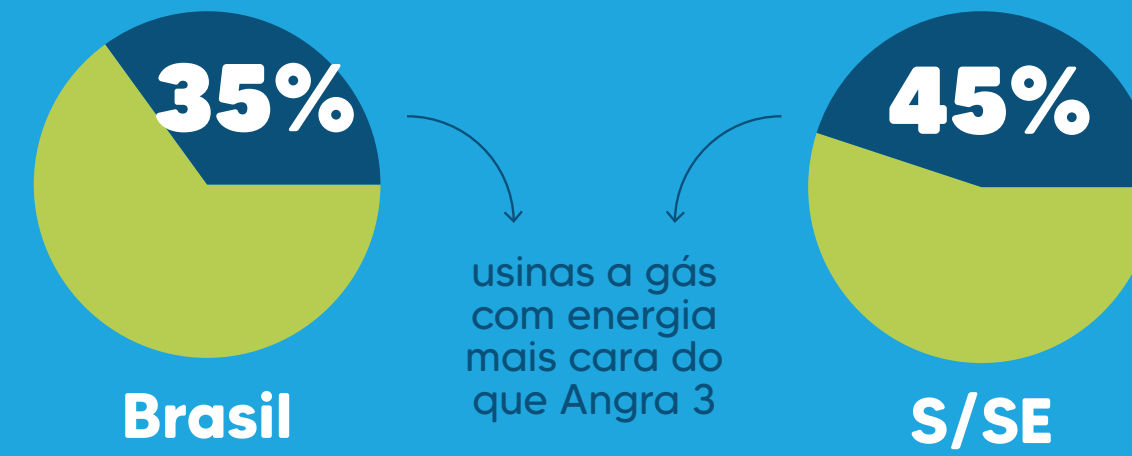 35%
45%
usinas a gás
com energia
mais cara do
que Angra 3
Brasil
S/SE